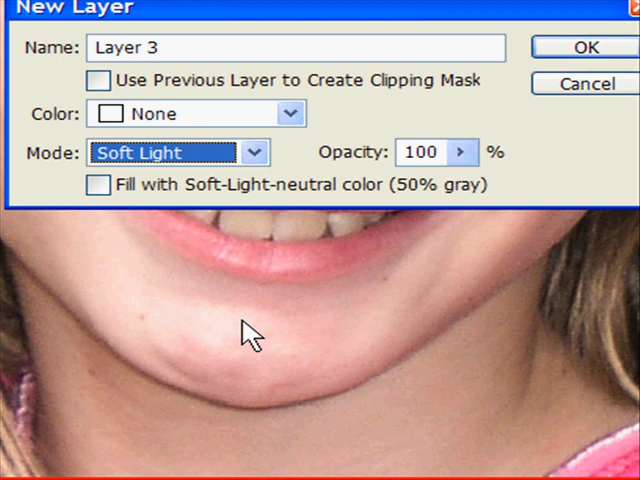 New Layer
Name: Layer 3 OK
Use Previous Layer to Create Clipping Mask Cancel
Color: None
Mode: Soft Light Opacity: 100 %
Fill with Soft-Light-neutral color (50% gray)